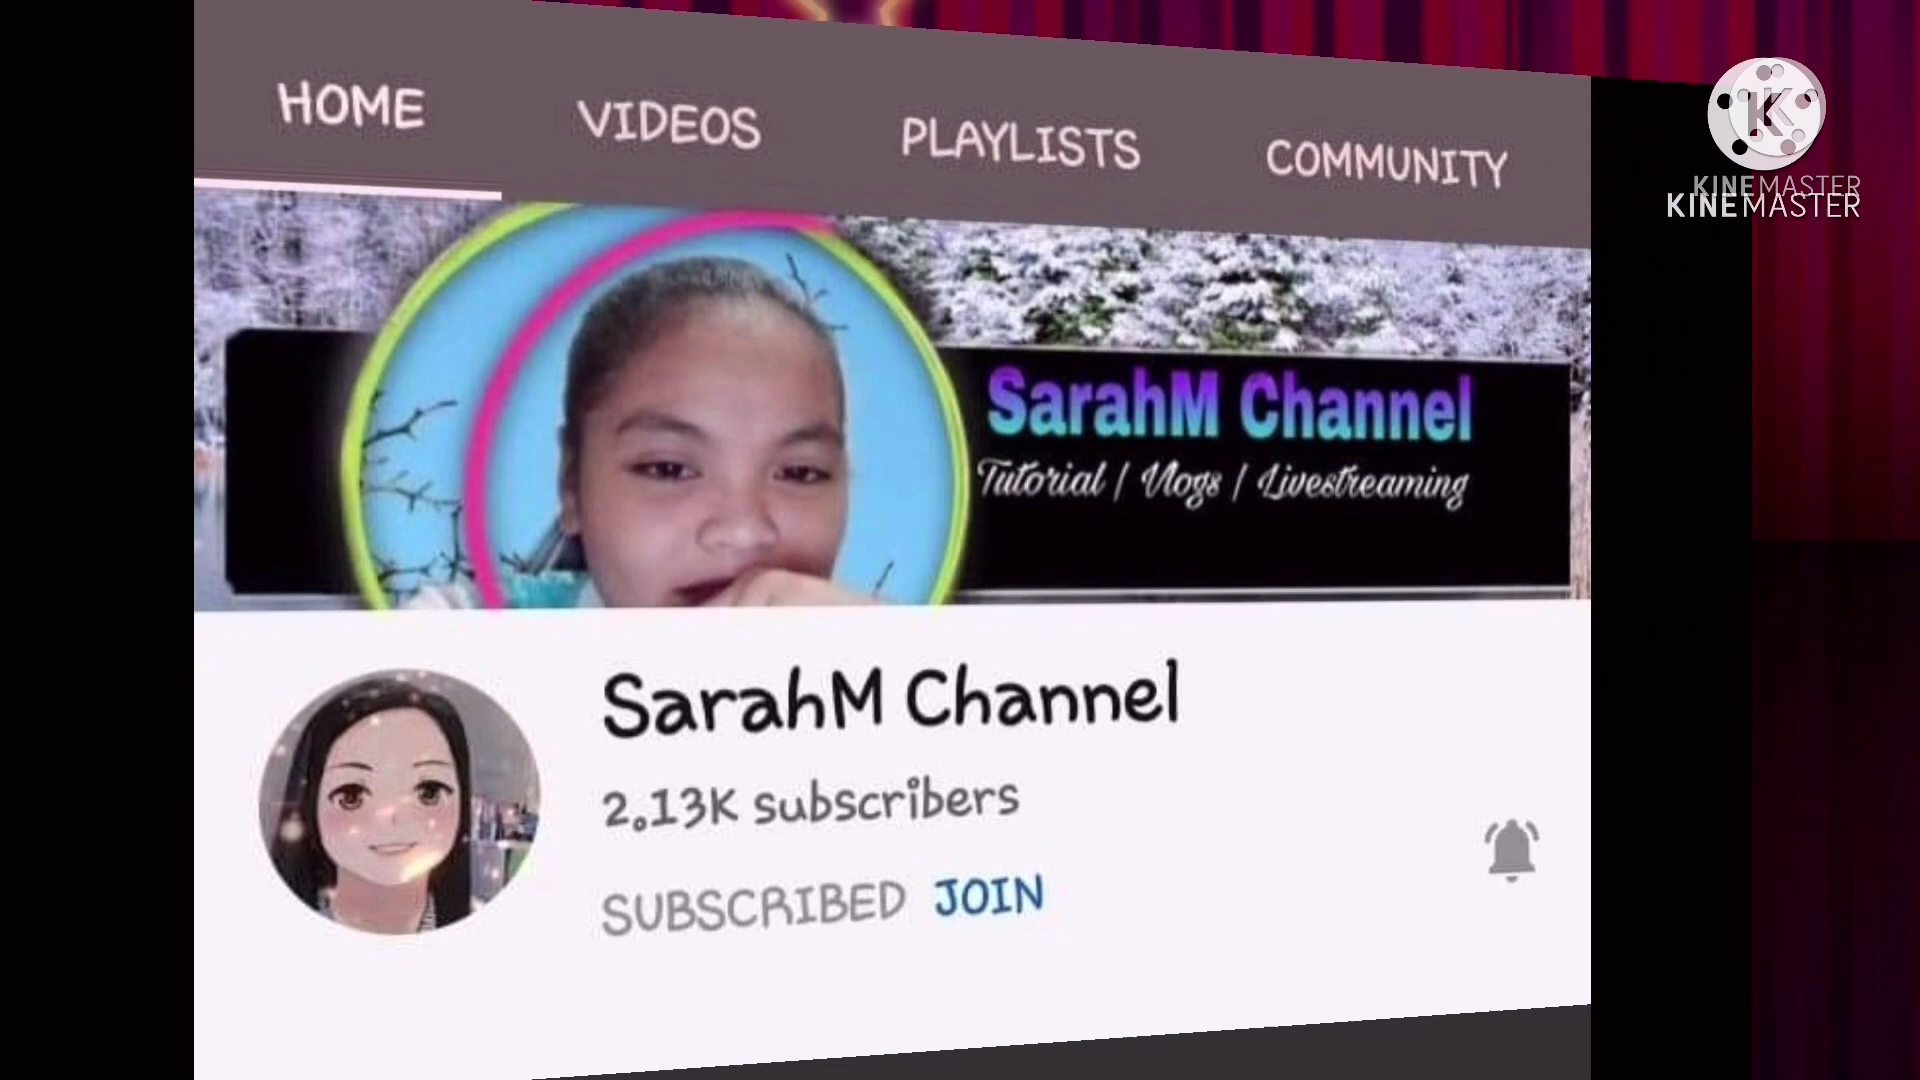 HOME VIDEOS PLAYLISTS COMMUNITY
K
KINEMASTER
KINEMASTER
SarahM Channel
Tutorial / Vlogs / Livestreaming
SarahM Channel
2.13K subscribers
SUBSCRIBED JOIN